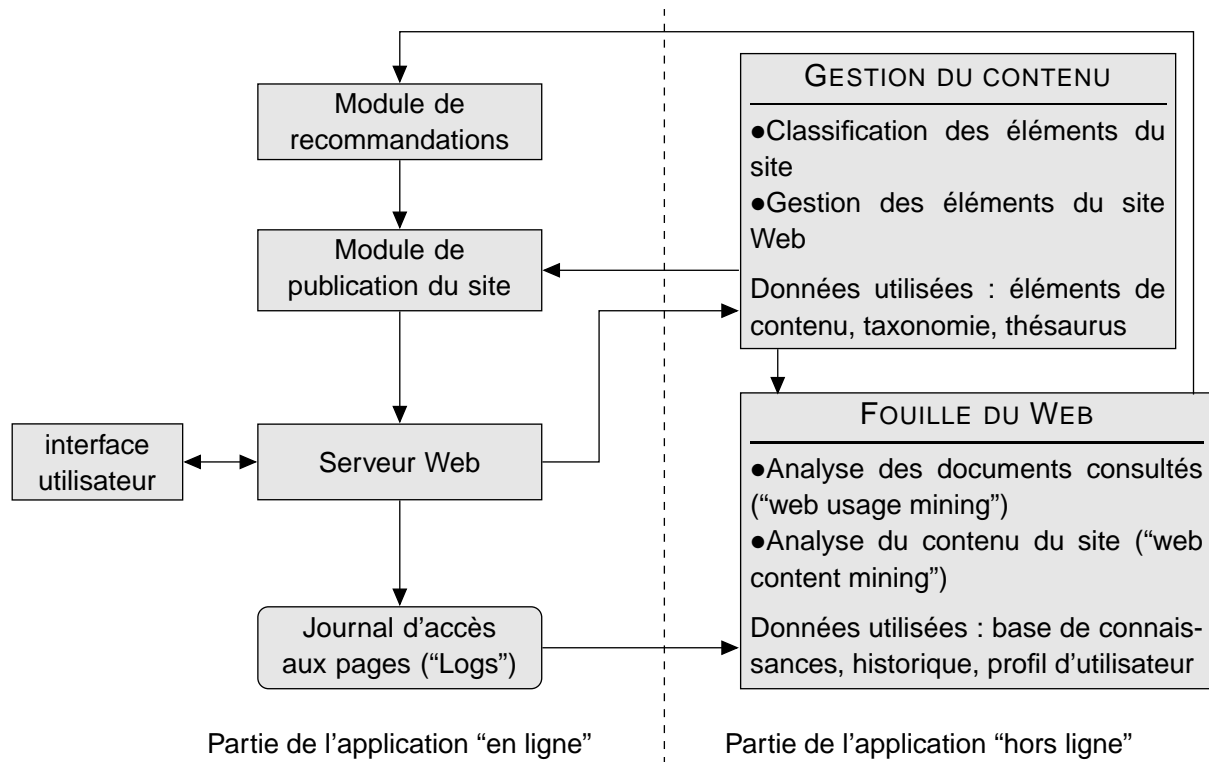 Module de
recommandations
Module de
publication du site
interface
utilisateur
Serveur Web
Journal d’accès
aux pages (“Logs”)
Partie de l’application “en ligne”
GESTION DU CONTENU
●Classification des éléments du
site
●Gestion des éléments du site
Web
Données utilisées : éléments de
contenu, taxonomie, thésaurus
FOUILLE DU WEB
●Analyse des documents consultés
(“web usage mining”)
●Analyse du contenu du site (“web
content mining”)
Données utilisées : base de connais-
sances, historique, profil d’utilisateur
Partie de l’application “hors ligne”